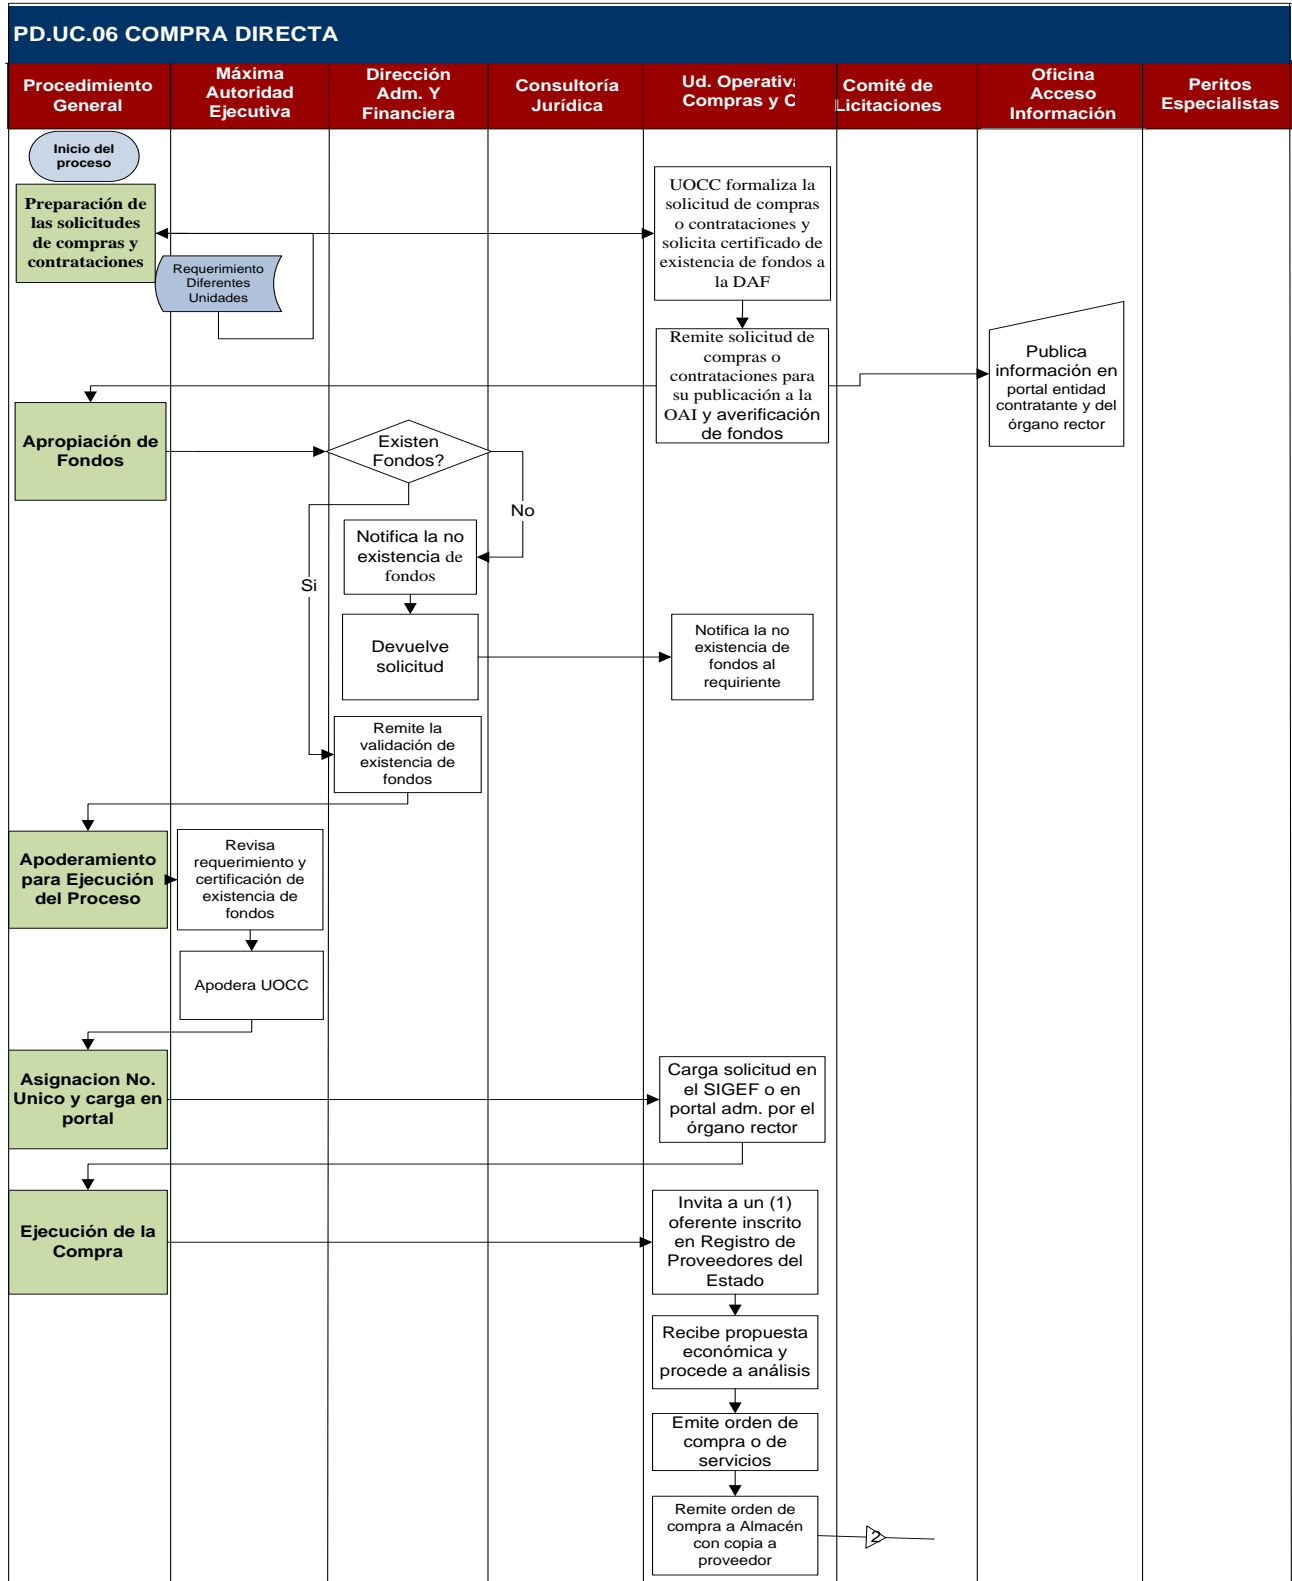 PD.UC.06 COMPRA DIRECTA
Procedimiento
General
Máxima
Autoridad
Ejecutiva
Dirección
Adm. Y
Financiera
Consultoría
Jurídica
Ud. Operativa
Compras y C
Comité de
Licitaciones
Oficina
Acceso
Información
Peritos
Especialistas
Inicio del
proceso
Preparación de
las solicitudes
de compras y
contrataciones
Requerimiento
Diferentes
Unidades
UOCC formaliza la
solicitud de compras
o contrataciones y
solicita certificado de
existencia de fondos a
la DAF
Remite solicitud de
compras o
contrataciones para
su publicación a la
OAI y averificación
de fondos
Publica
información en
portal entidad
contratante y del
órgano rector
Apropiación de
Fondos
Existen
Fondos?
No
Si
Notifica la no
existencia de
fondos
Devuelve
solicitud
Notifica la no
existencia de
fondos al
requiriente
Remite la
validación de
existencia de
fondos
Apoderamiento
para Ejecución
del Proceso
Revisa
requerimiento y
certificación de
existencia de
fondos
Apodera UOCC
Asignacion No.
Unico y carga en
portal
Carga solicitud en
el SIGEF o en
portal adm. por el
órgano rector
Ejecución de la
Compra
Invita a un (1)
oferente inscrito
en Registro de
Proveedores del
Estado
Recibe propuesta
económica y
procede a análisis
Emite orden de
compra o de
servicios
Remite orden de
compra a Almacén
con copia a
proveedor
2